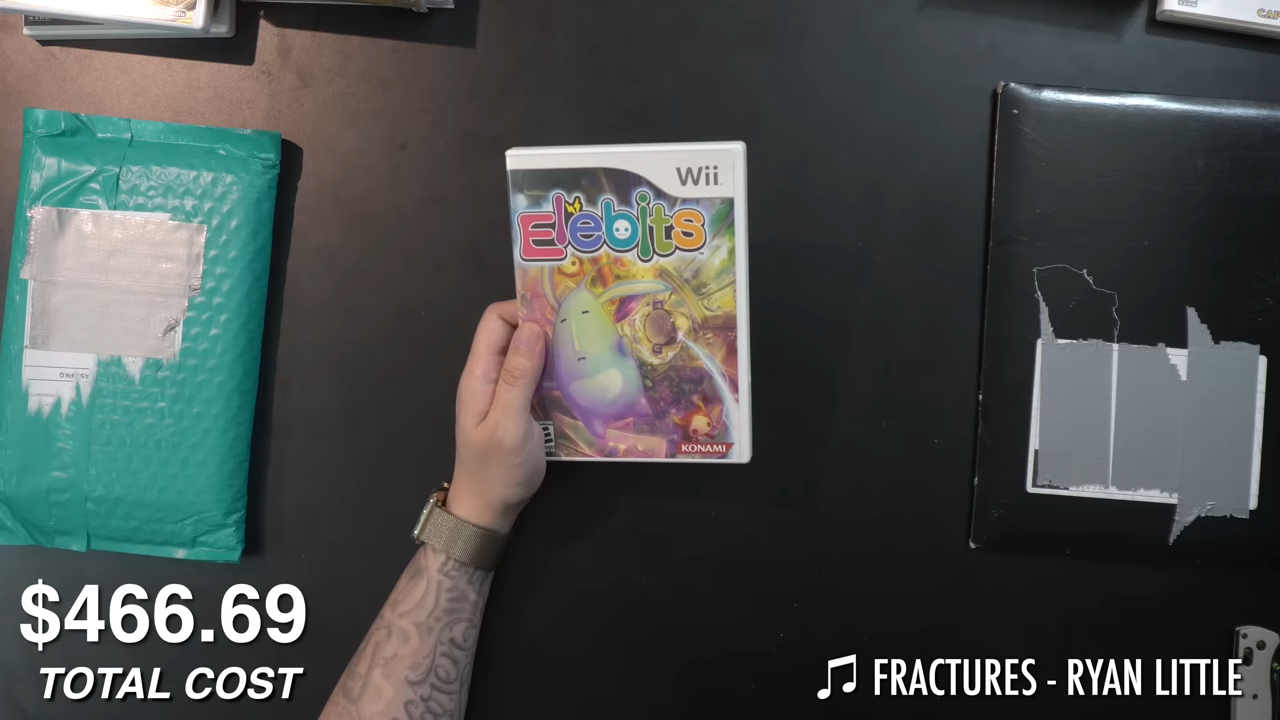 Wii
Elebits
KONAMI
$466.69
TOTAL COST
FRACTURES - RYAN LITTLE